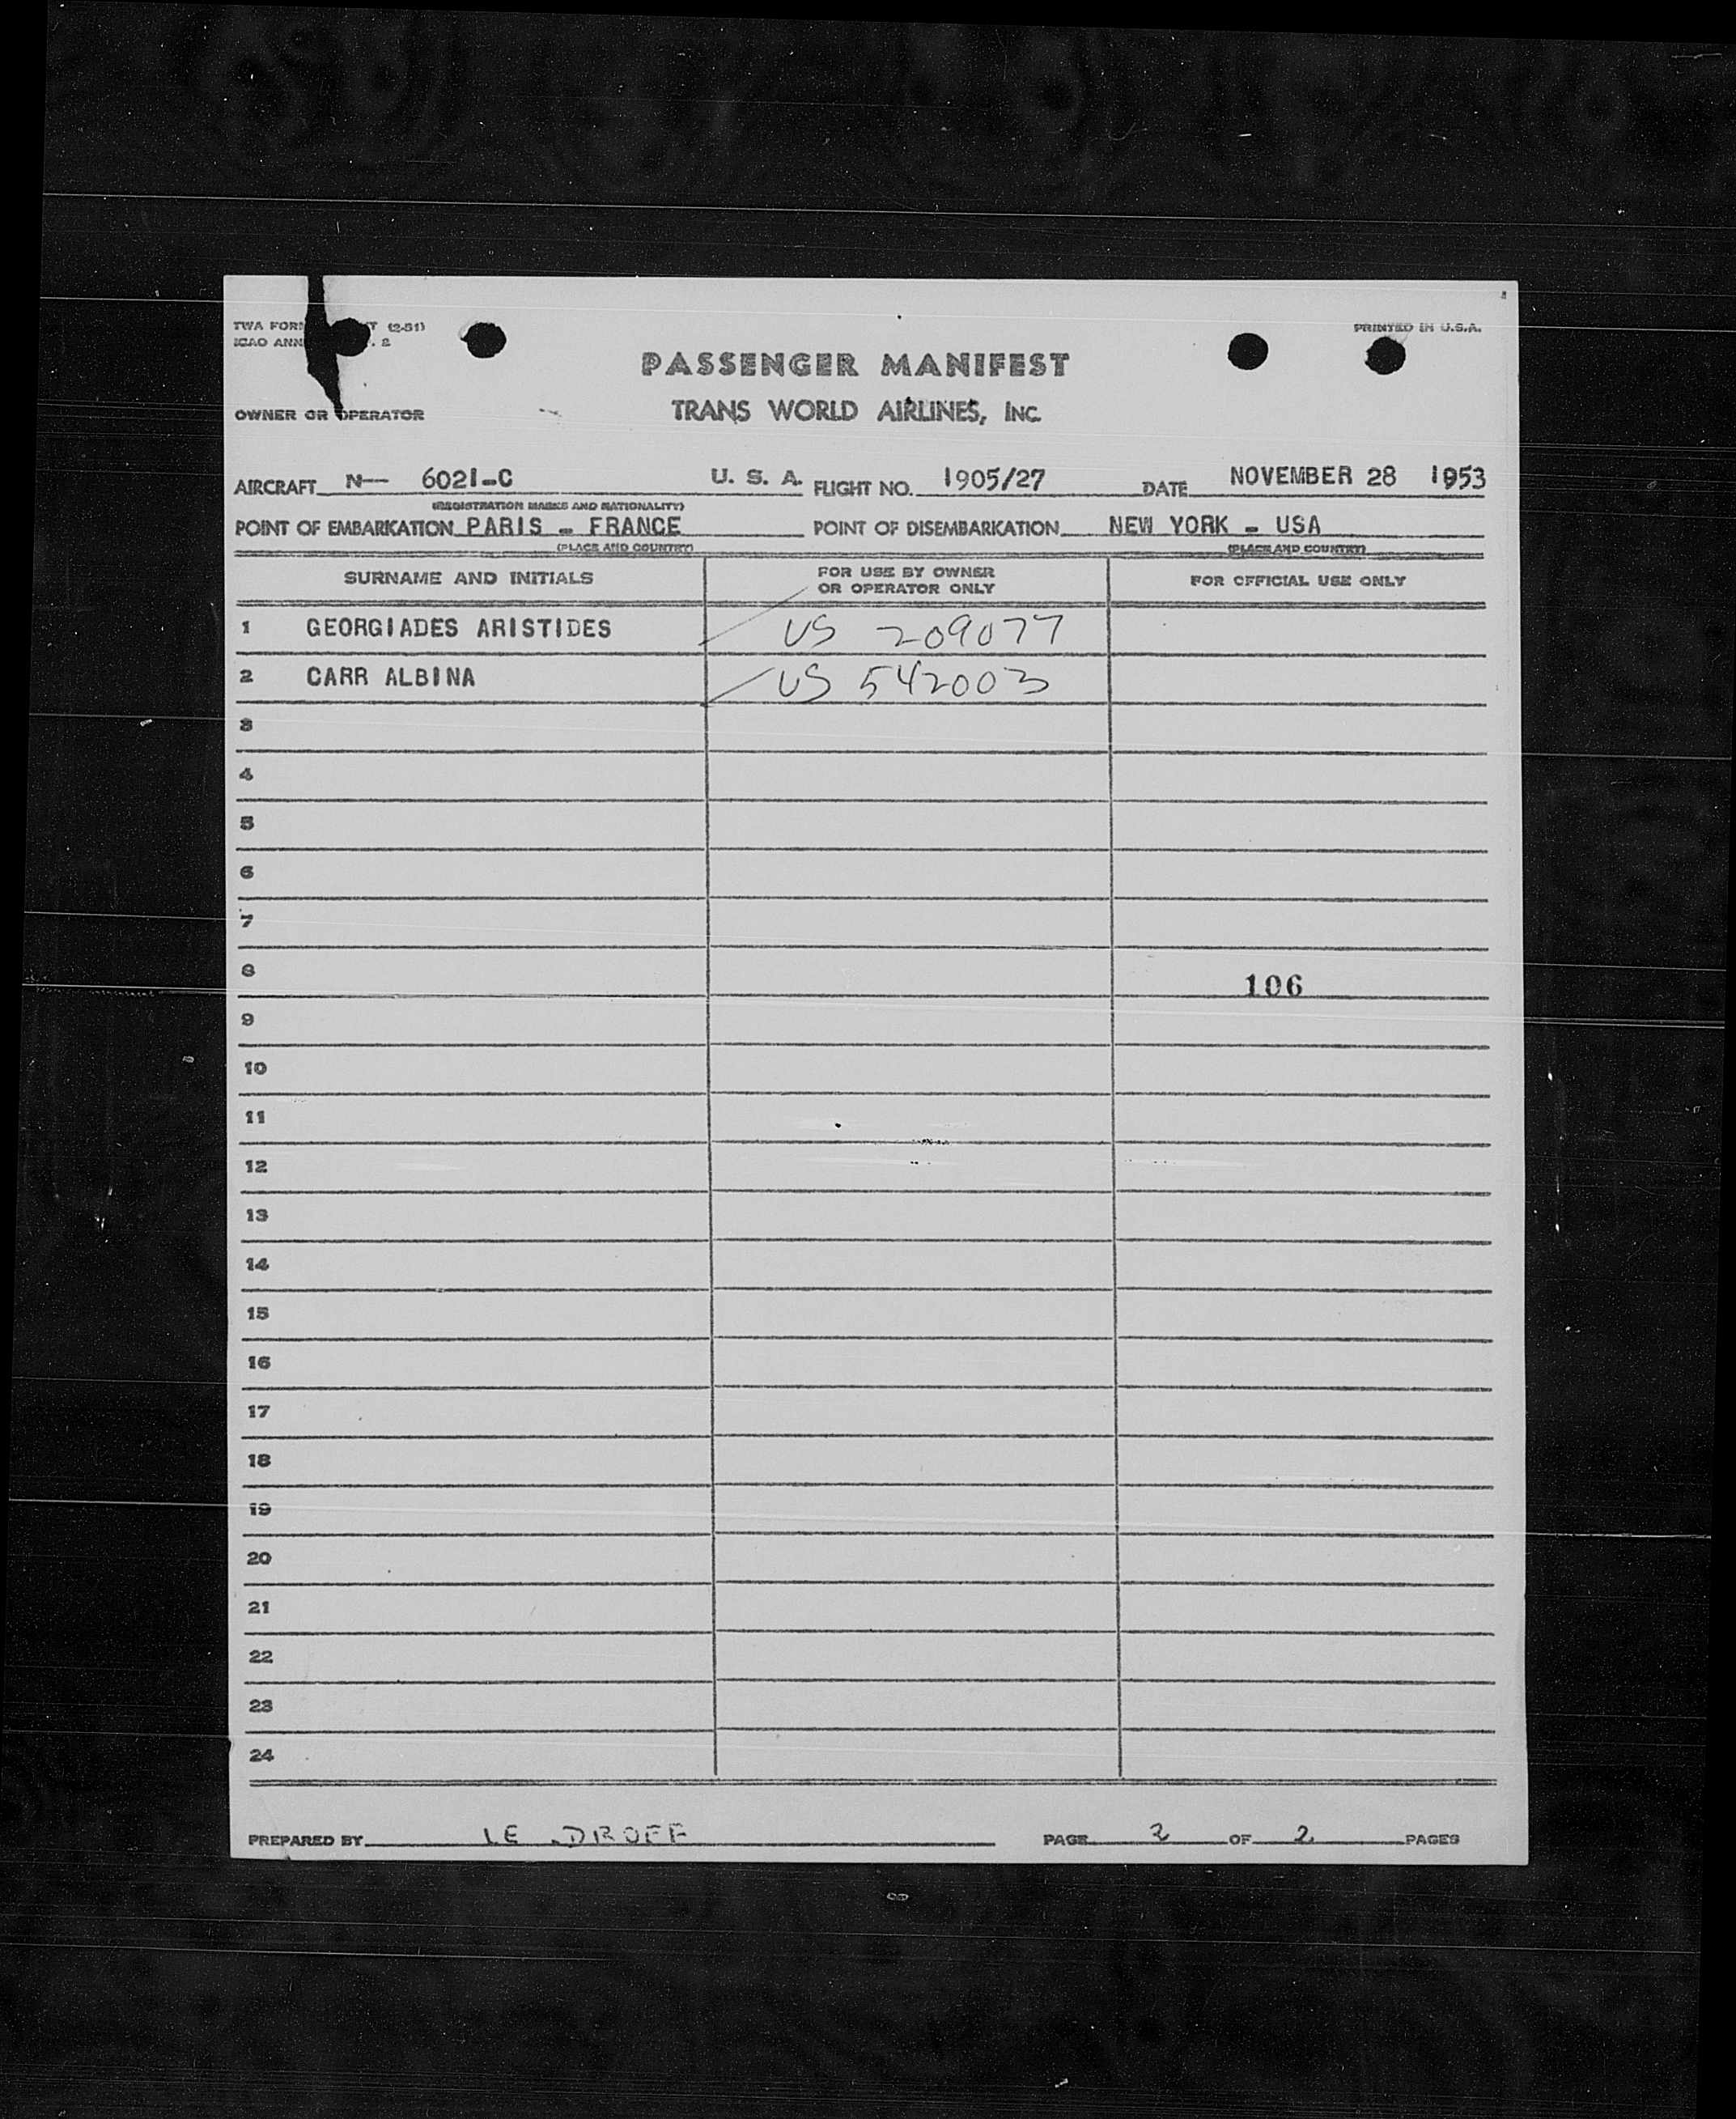 TWA FORM T (2-51) PRINTED IN U.S.A.
ICAO ANN . 2
PASSENGER MANIFEST
OWNER OR OPERATOR TRANS WORLD AIRLINES, INC.
AIRCRAFT N— 6021-C U. S. A. FLIGHT NO. 1905/27 DATE NOVEMBER 28 1953
(REGISTRATION MARKS AND NATIONALITY)
POINT OF EMBARKATION PARIS - FRANCE POINT OF DISEMBARKATION NEW YORK - USA
(PLACE AND COUNTRY) (PLACE AND COUNTRY)
SURNAME AND INITIALS FOR USE BY OWNER OR OPERATOR ONLY FOR OFFICIAL USE ONLY
1 GEORGIADES ARISTIDES US 209077
2 CARR ALBINA US 542003
3
4
5
6
7
8 106
9
10
11
12
13
14
15
16
17
18
19
20
21
22
23
24
PREPARED BY LE DROFF PAGE 2 OF 2 PAGES